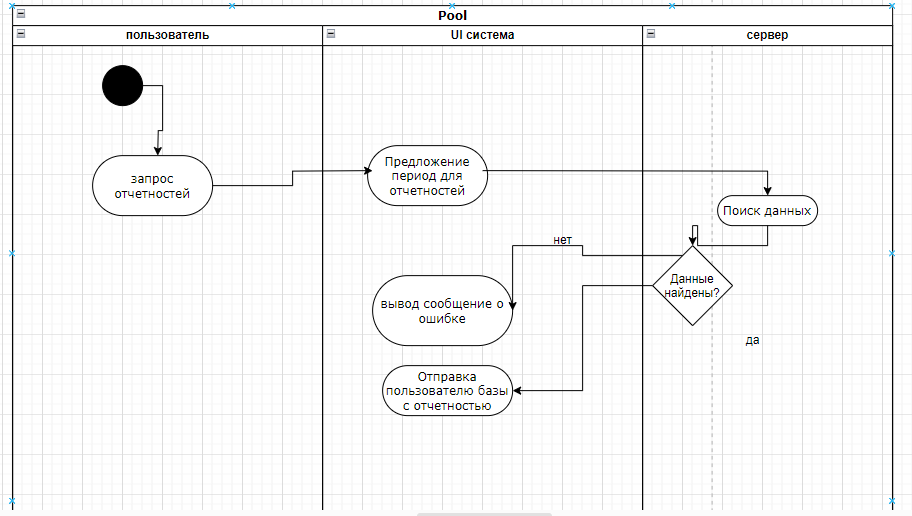 Pool
пользователь
UI система
сервер
запрос
отчетностей
Предложение
период для
отчетностей
Поиск данных
нет
Данные
найдены?
вывод сообщение о
ошибке
да
Отправка
пользователю базы
с отчетностью